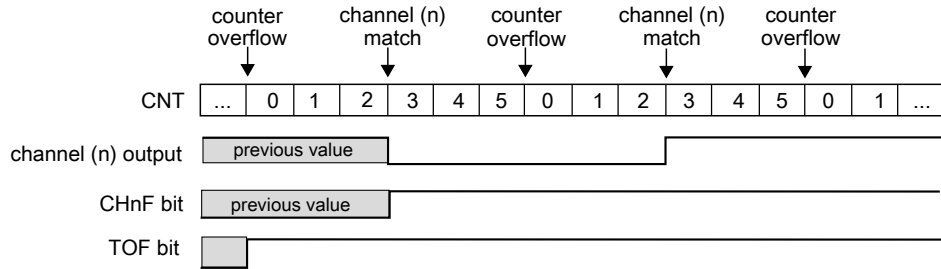 counter
overflow
channel (n)
match
counter
overflow
channel (n)
match
counter
overflow
CNT ... 0 1 2 3 4 5 0 1 2 3 4 5 0 1 ...
channel (n) output previous value
CHnF bit previous value
TOF bit